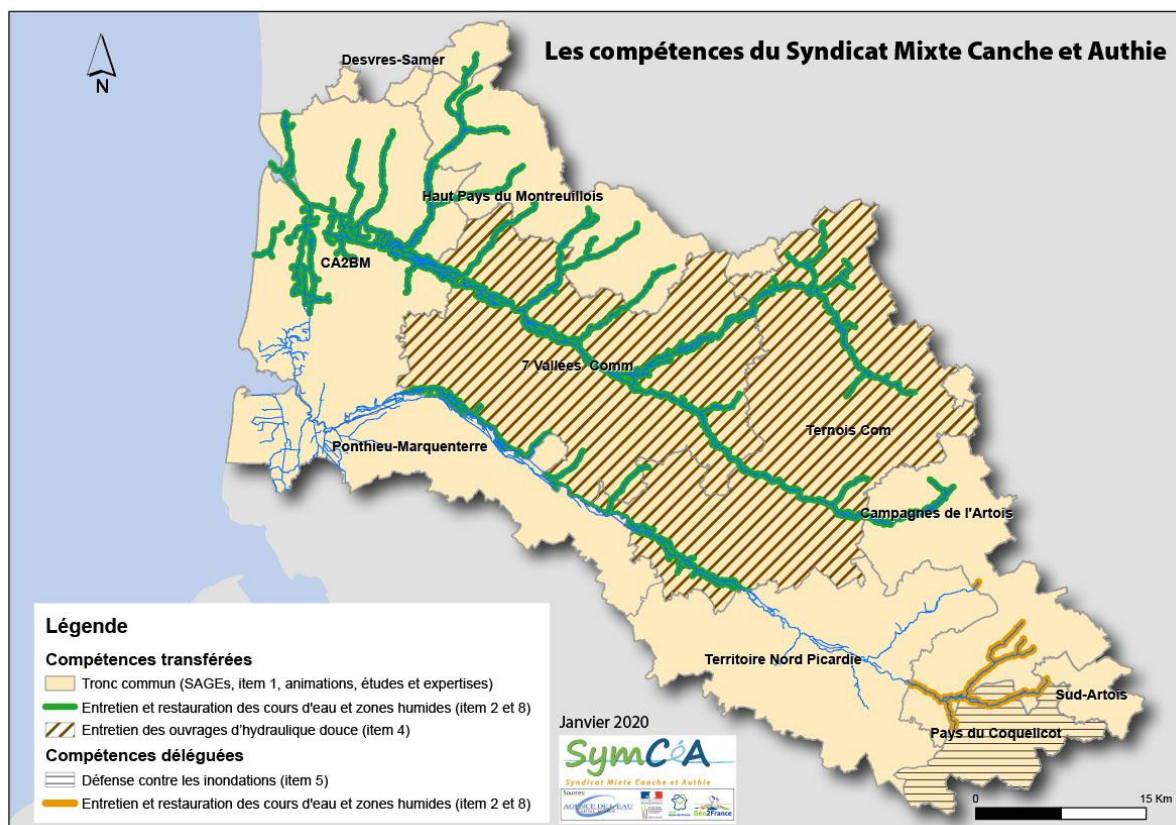 Les compétences du Syndicat Mixte Canche et Authie
N
Desvres-Samer
Haut Pays du Montreuillois
CA2BM
7 Vallées Comm
Ternois Com
Ponthieu-Marquenterre
Campagnes de l'Artois
Territoire Nord Picardie
Sud-Artois
Pays du Coquelicot
Légende
Compétences transférées
Tronc commun (SAGEs, item 1, animations, études et expertises)
Entretien et restauration des cours d'eau et zones humides (item 2 et 8)
Entretien des ouvrages d'hydraulique douce (item 4)
Compétences déléguées
Défense contre les inondations (item 5)
Entretien et restauration des cours d'eau et zones humides (item 2 et 8)
Janvier 2020
SymCéA
Syndicat Mixte Canche et Authie
Sources:
AGENCE DE L'EAU
Géo2France
0 15 Km